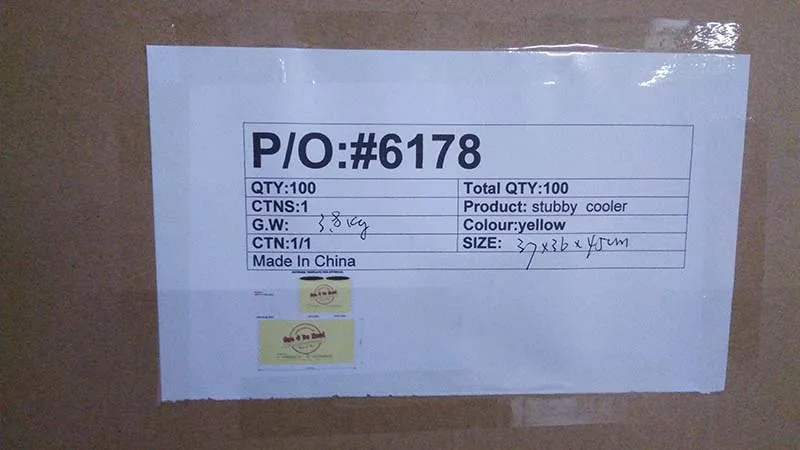 P/O:#6178
QTY:100 Total QTY:100
CTNS:1 Product: stubby cooler
G.W: 3.8kg Colour:yellow
CTN:1/1 SIZE: 37x36x45cm
Made In China